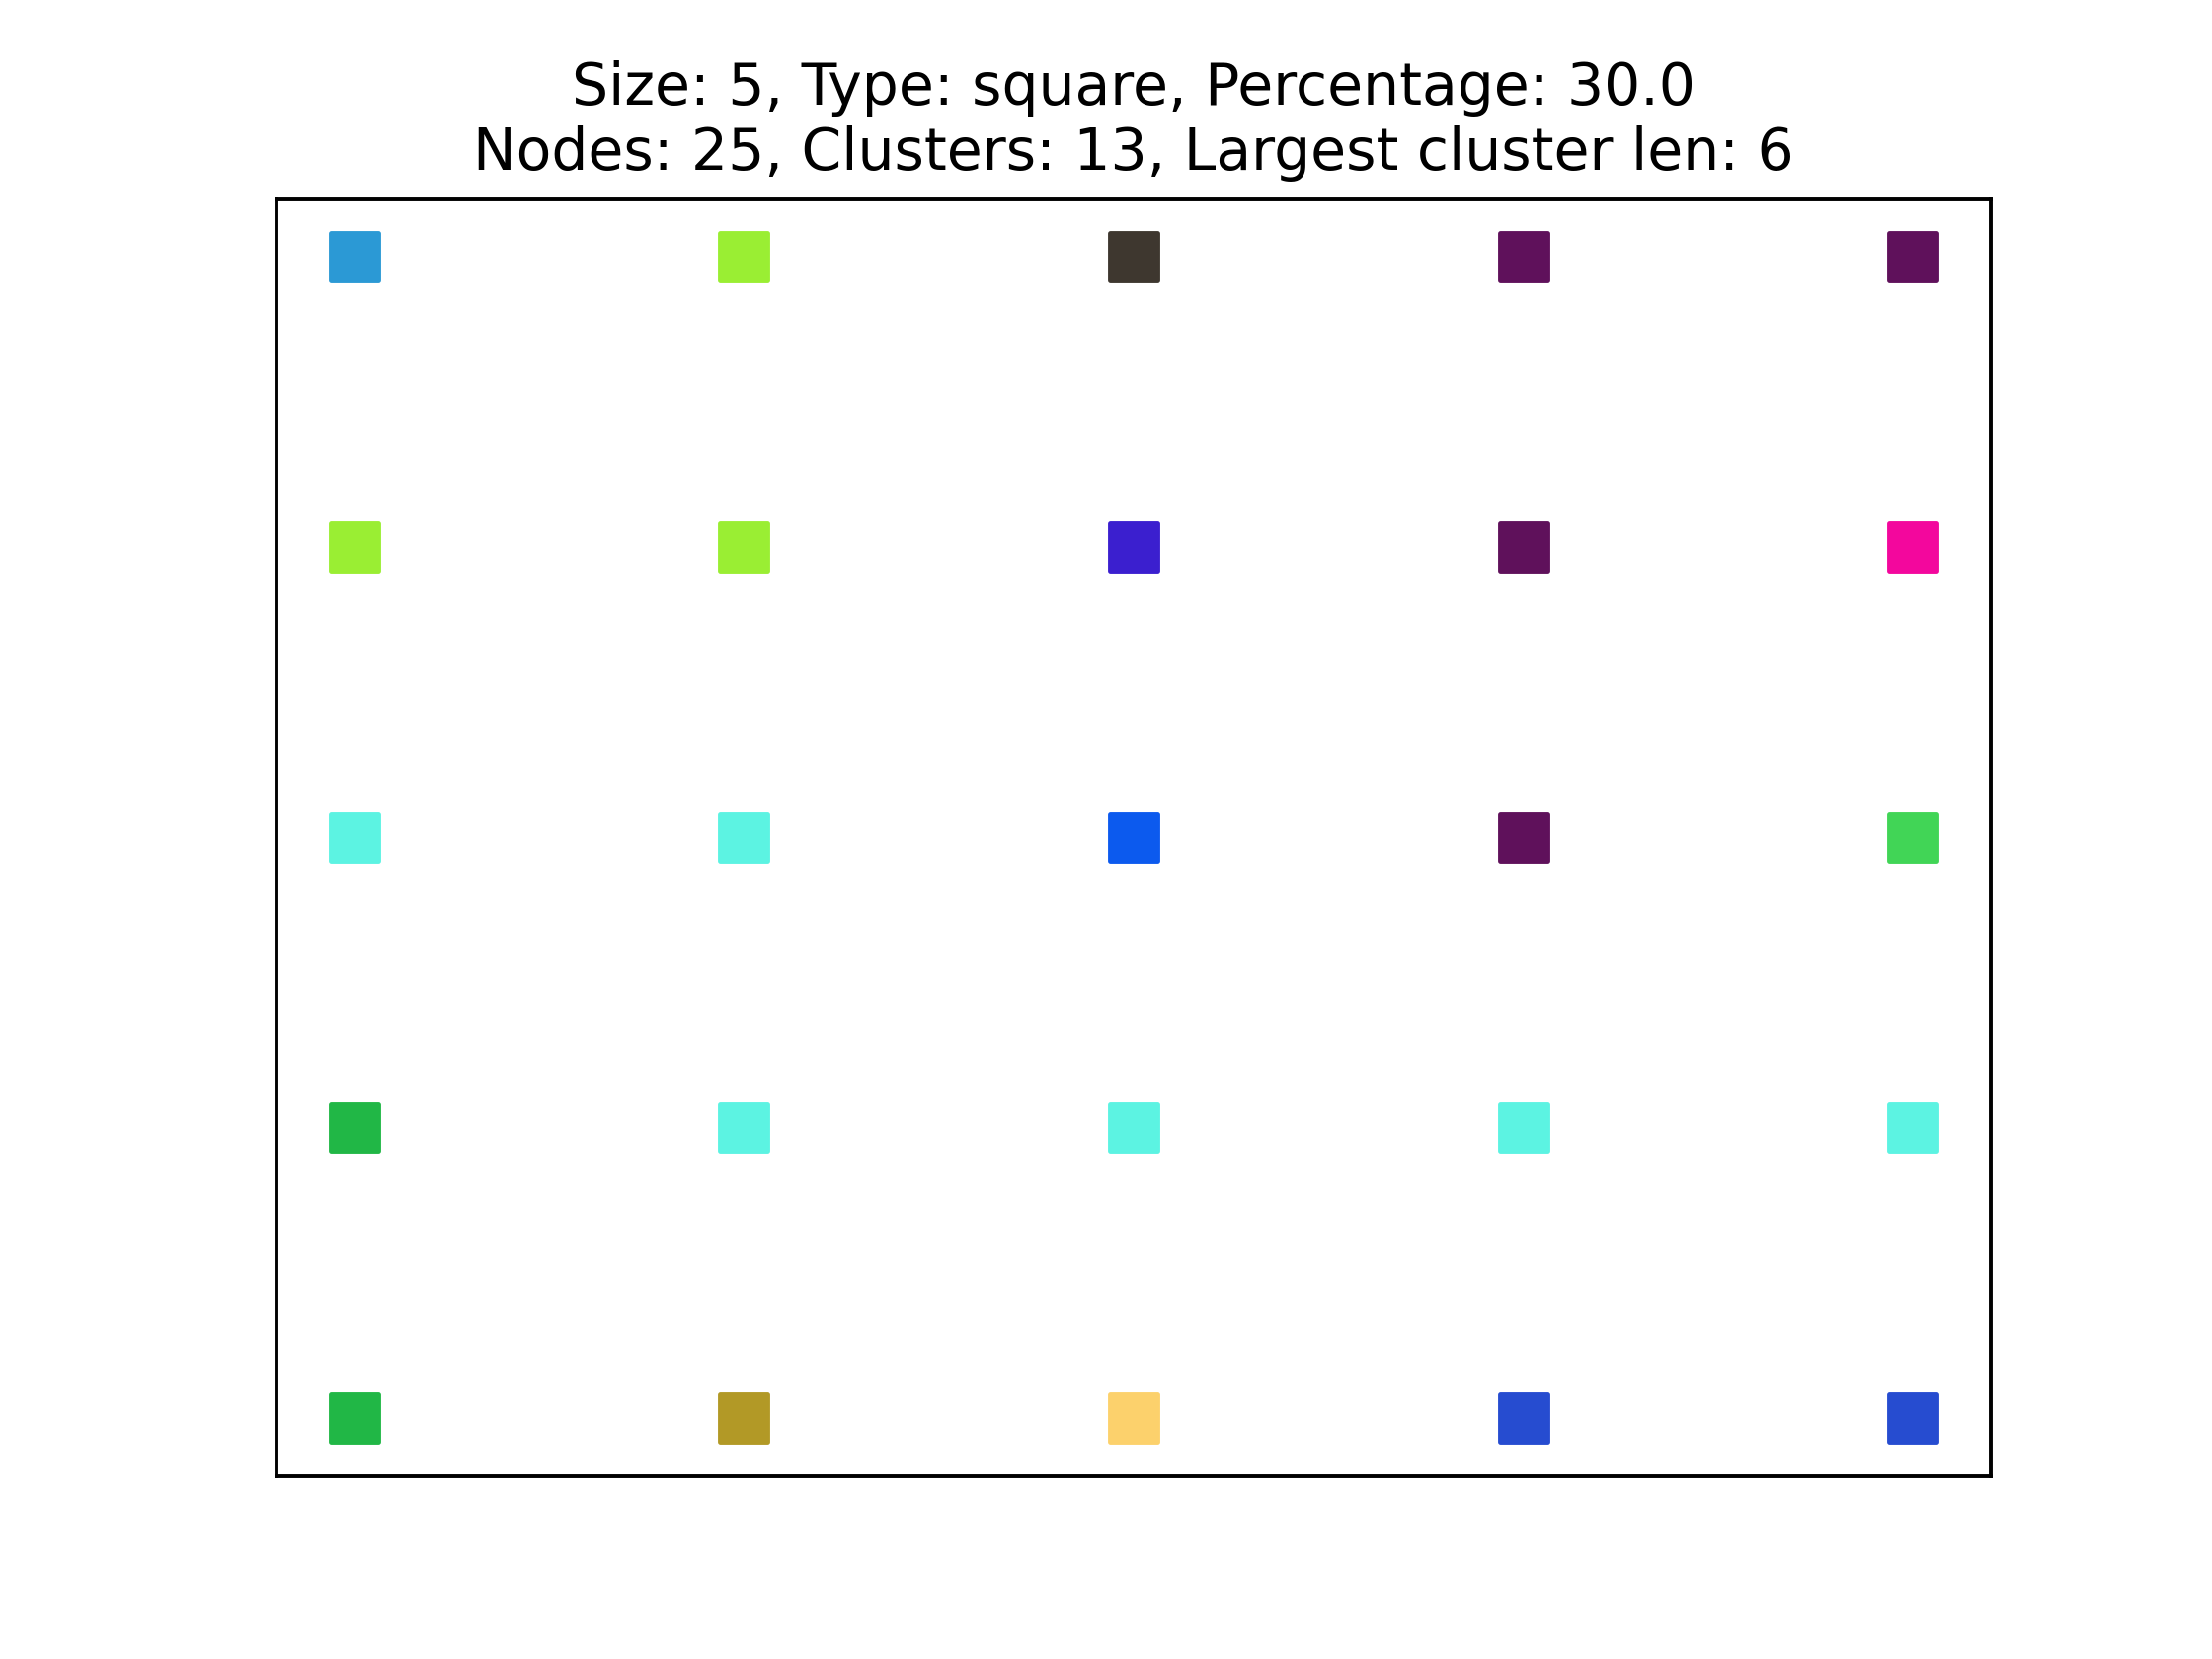 Size: 5, Type: square, Percentage: 30.0
Nodes: 25, Clusters: 13, Largest cluster len: 6